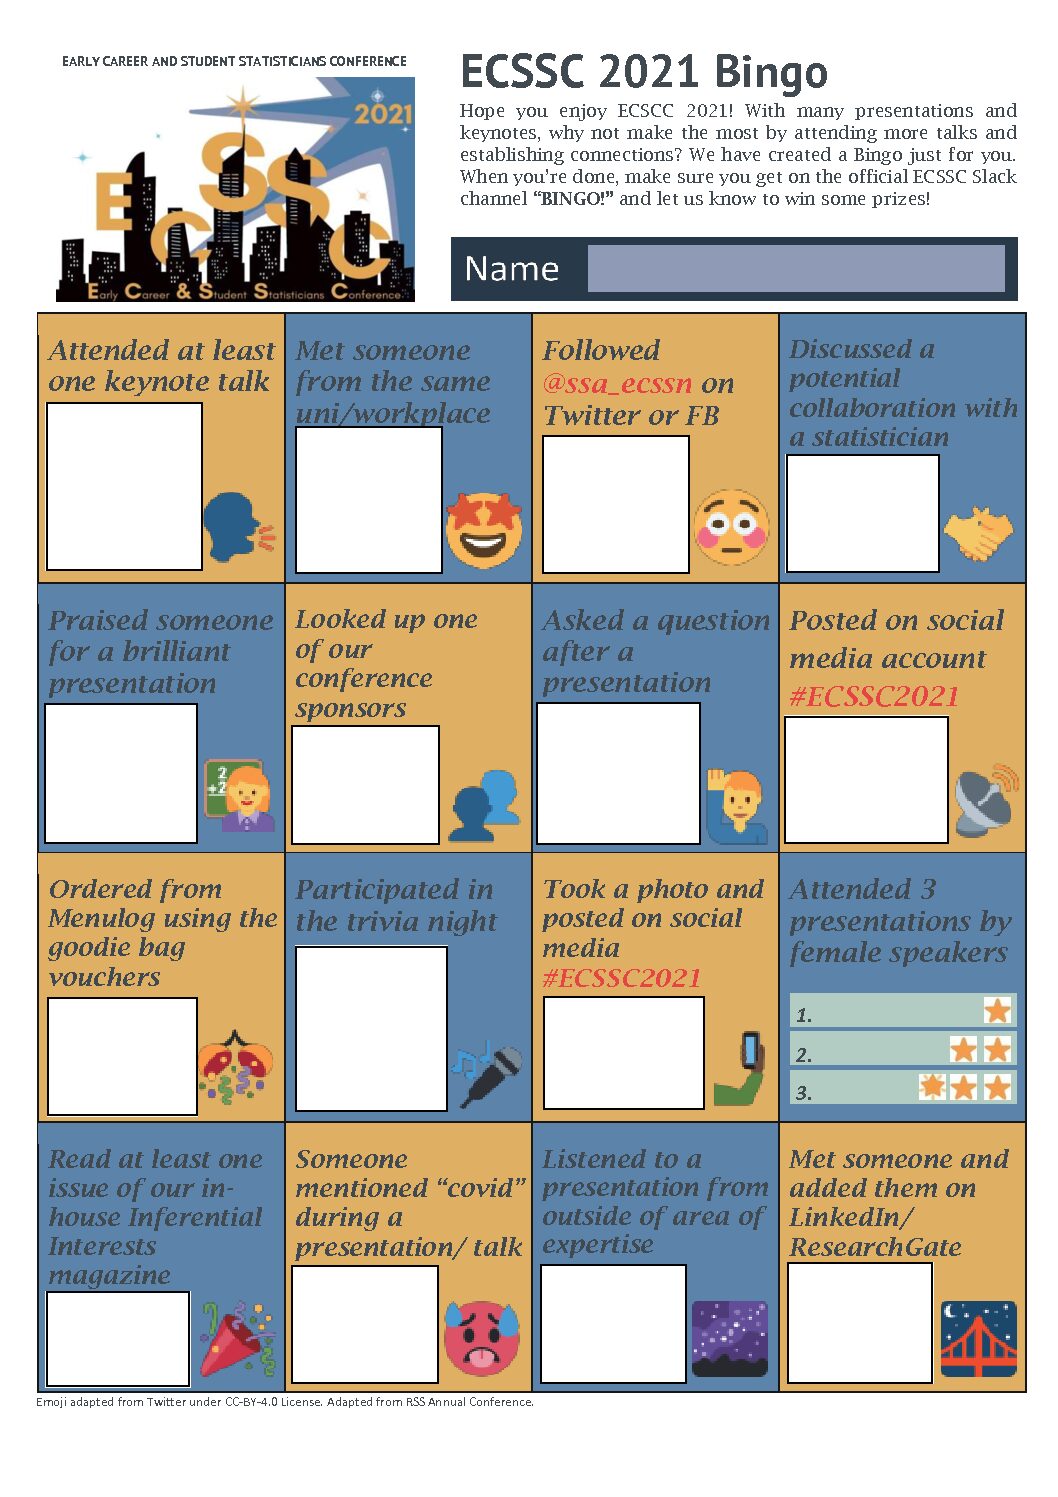 EARLY CAREER AND STUDENT STATISTICIANS CONFERENCE
2021
ECSSC
Early Career & Student Statisticians Conference
ECSSC 2021 Bingo
Hope you enjoy ECSCC 2021! With many presentations and
keynotes, why not make the most by attending more talks and
establishing connections? We have created a Bingo just for you.
When you're done, make sure you get on the official ECSSC Slack
channel “BINGO!” and let us know to win some prizes!
Name
Attended at least
one keynote talk
Met someone
from the same
uni/workplace
Followed
@ssa_ecssn on
Twitter or FB
Discussed a
potential
collaboration with
a statistician
Praised someone
for a brilliant
presentation
2
+2
Looked up one
of our
conference
sponsors
Asked a question
after a
presentation
Posted on social
media account
#ECSSC2021
Ordered from
Menulog using the
goodie bag
vouchers
Participated in
the trivia night
Took a photo and
posted on social
media
#ECSSC2021
Attended 3
presentations by
female speakers
1.
2.
3.
Read at least one
issue of our in-
house Inferential
Interests
magazine
Someone
mentioned “covid”
during a
presentation/ talk
Listened to a
presentation from
outside of area of
expertise
Met someone and
added them on
LinkedIn/
ResearchGate
Emoji adapted from Twitter under CC-BY-4.0 License. Adapted from RSS Annual Conference.